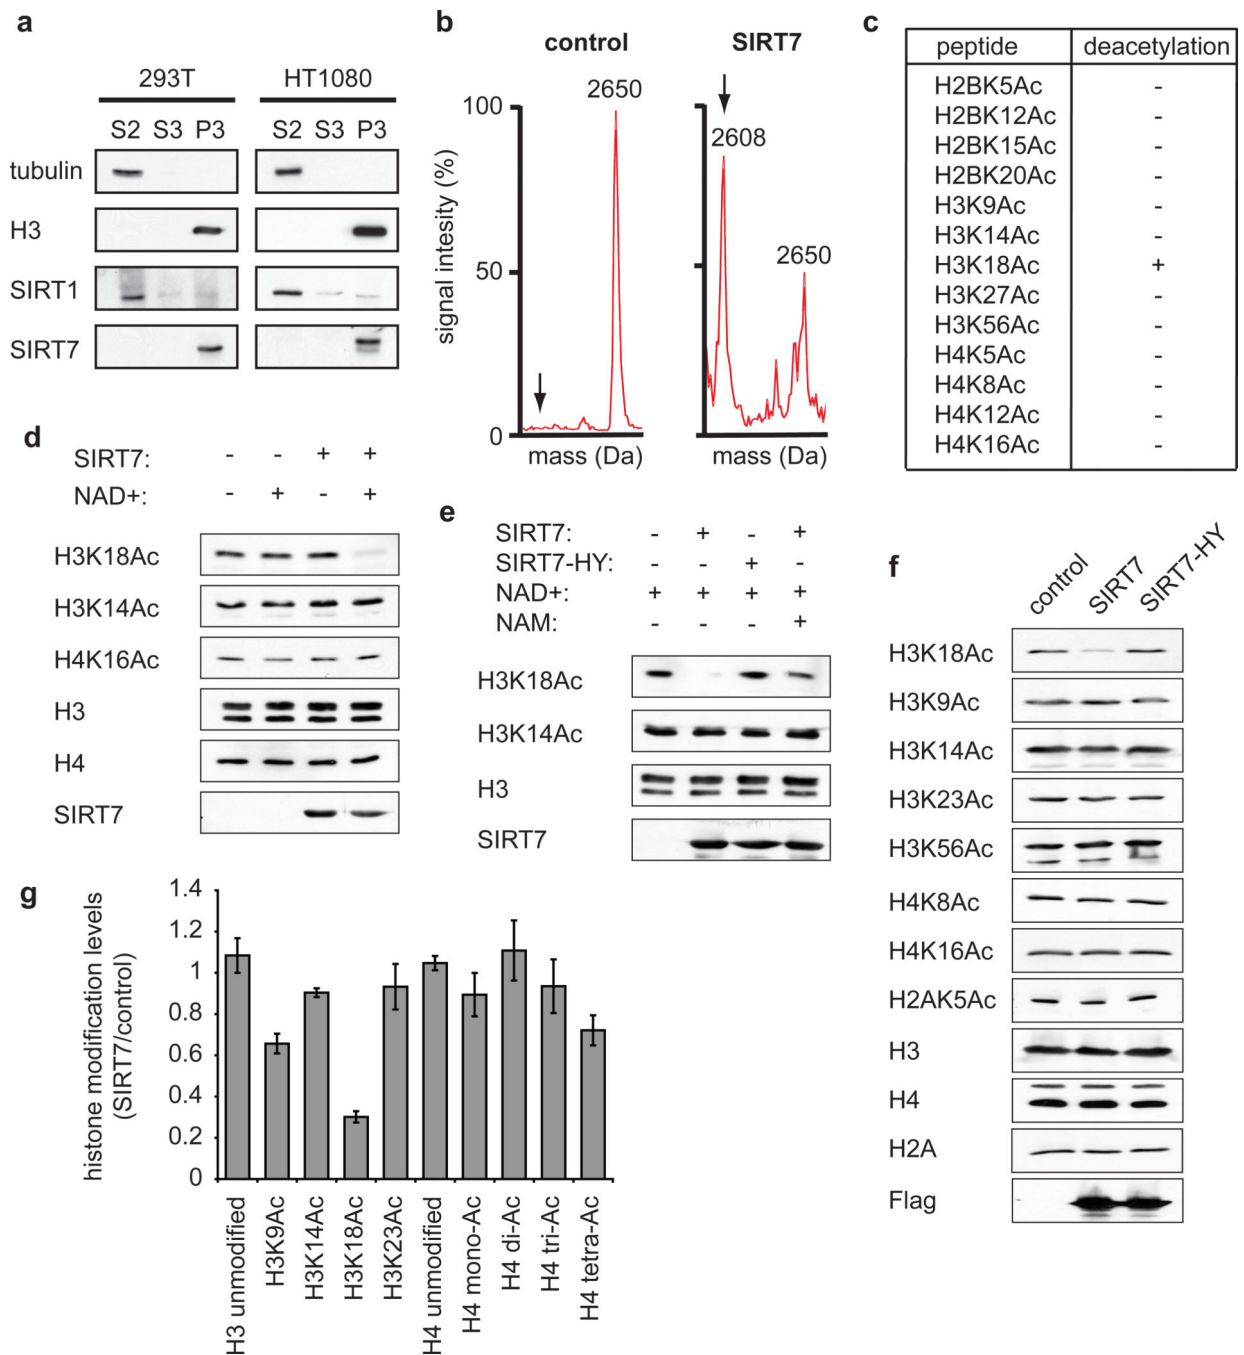 a
293T HT1080
S2 S3 P3 S2 S3 P3
tubulin
H3
SIRT1
SIRT7
b
control SIRT7
signal intesity (%)
100
50
0
2650
2608
2650
mass (Da) mass (Da)
c
peptide deacetylation
H2BK5Ac -
H2BK12Ac -
H2BK15Ac -
H2BK20Ac -
H3K9Ac -
H3K14Ac -
H3K18Ac +
H3K27Ac -
H3K56Ac -
H4K5Ac -
H4K8Ac -
H4K12Ac -
H4K16Ac -
d
SIRT7: - - + +
NAD+: - + - +
H3K18Ac
H3K14Ac
H4K16Ac
H3
H4
SIRT7
e
SIRT7: - + - +
SIRT7-HY: - - + -
NAD+: + + + +
NAM: - - - +
H3K18Ac
H3K14Ac
H3
SIRT7
f
control SIRT7 SIRT7-HY
H3K18Ac
H3K9Ac
H3K14Ac
H3K23Ac
H3K56Ac
H4K8Ac
H4K16Ac
H2AK5Ac
H3
H4
H2A
Flag
g
histone modification levels
(SIRT7/control)
1.4
1.2
1
0.8
0.6
0.4
0.2
0
H3 unmodified
H3K9Ac
H3K14Ac
H3K18Ac
H3K23Ac
H4 unmodified
H4 mono-Ac
H4 di-Ac
H4 tri-Ac
H4 tetra-Ac